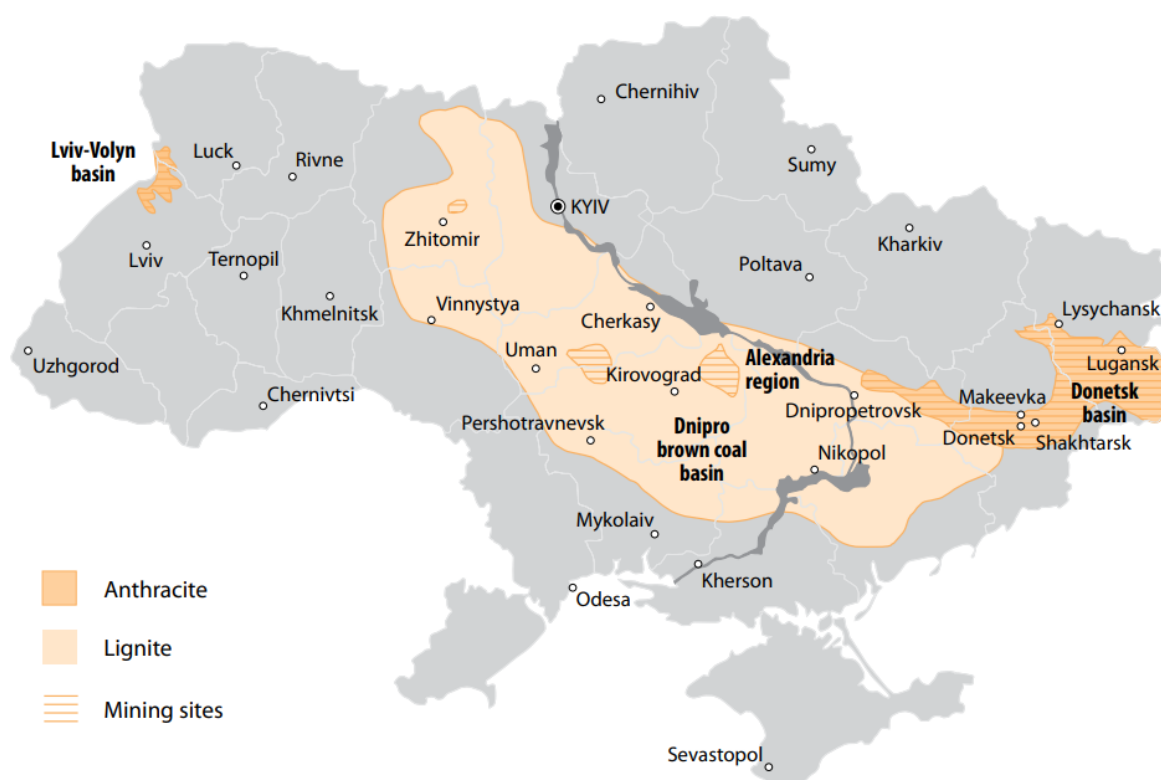 Chernihiv
Lviv-Volyn
basin
Luck
Rivne
Sumy
KYIV
Zhitomir
Kharkiv
Lviv
Ternopil
Poltava
Khmelnitsk
Vinnystya
Cherkasy
Lysychansk
Uzhgorod
Uman
Kirovograd
Alexandria
region
Lugansk
Chernivtsi
Dnipropetrovsk
Makeevka
Donetsk
basin
Pershotravnevsk
Dnipro
brown coal
basin
Donetsk
Shakhtarsk
Nikopol
Mykolaiv
Kherson
Odesa
Anthracite
Lignite
Mining sites
Sevastopol